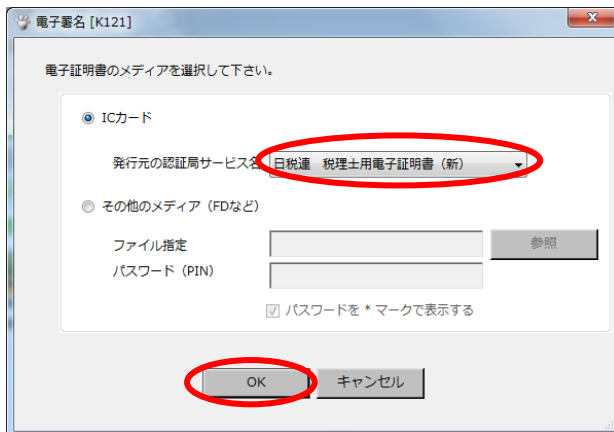 電子署名 [K121]
電子証明書のメディアを選択して下さい。
ICカード
発行元の認証局サービス名 日税連 税理士用電子証明書（新）
その他のメディア（FDなど）
ファイル指定 参照
パスワード（PIN）
パスワードを * マークで表示する
OK キャンセル